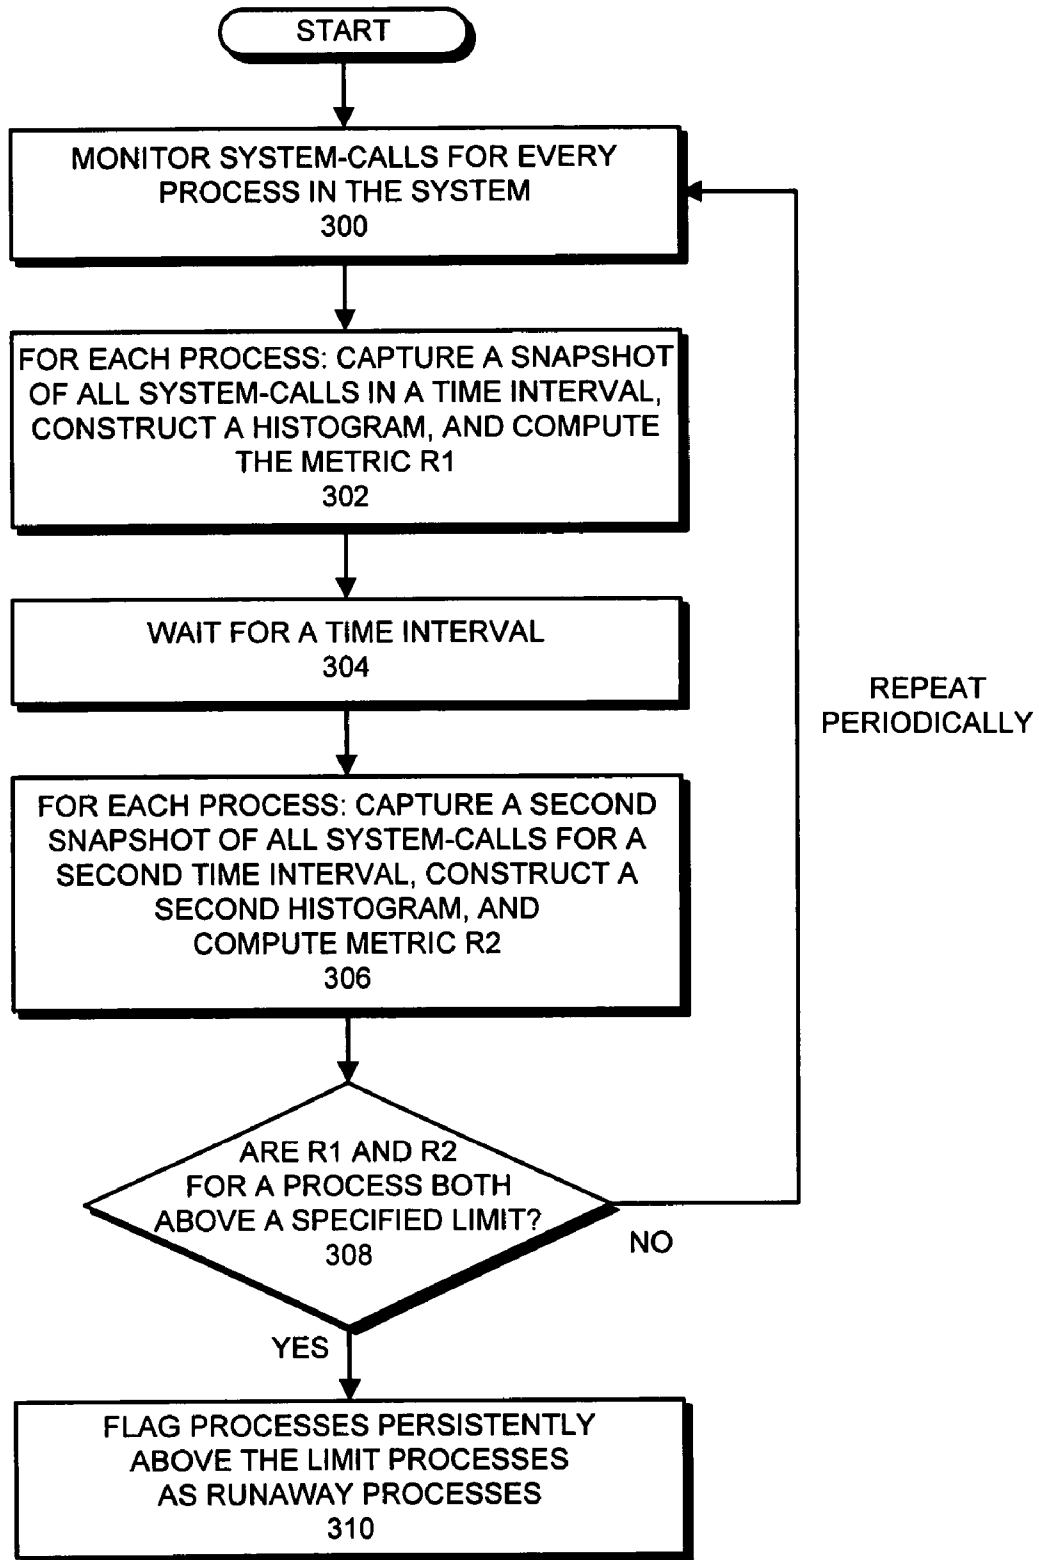 START
MONITOR SYSTEM-CALLS FOR EVERY
PROCESS IN THE SYSTEM
300
FOR EACH PROCESS: CAPTURE A SNAPSHOT
OF ALL SYSTEM-CALLS IN A TIME INTERVAL,
CONSTRUCT A HISTOGRAM, AND COMPUTE
THE METRIC R1
302
WAIT FOR A TIME INTERVAL
304
REPEAT
PERIODICALLY
FOR EACH PROCESS: CAPTURE A SECOND
SNAPSHOT OF ALL SYSTEM-CALLS FOR A
SECOND TIME INTERVAL, CONSTRUCT A
SECOND HISTOGRAM, AND
COMPUTE METRIC R2
306
ARE R1 AND R2
FOR A PROCESS BOTH
ABOVE A SPECIFIED LIMIT?
308
NO
YES
FLAG PROCESSES PERSISTENTLY
ABOVE THE LIMIT PROCESSES
AS RUNAWAY PROCESSES
310